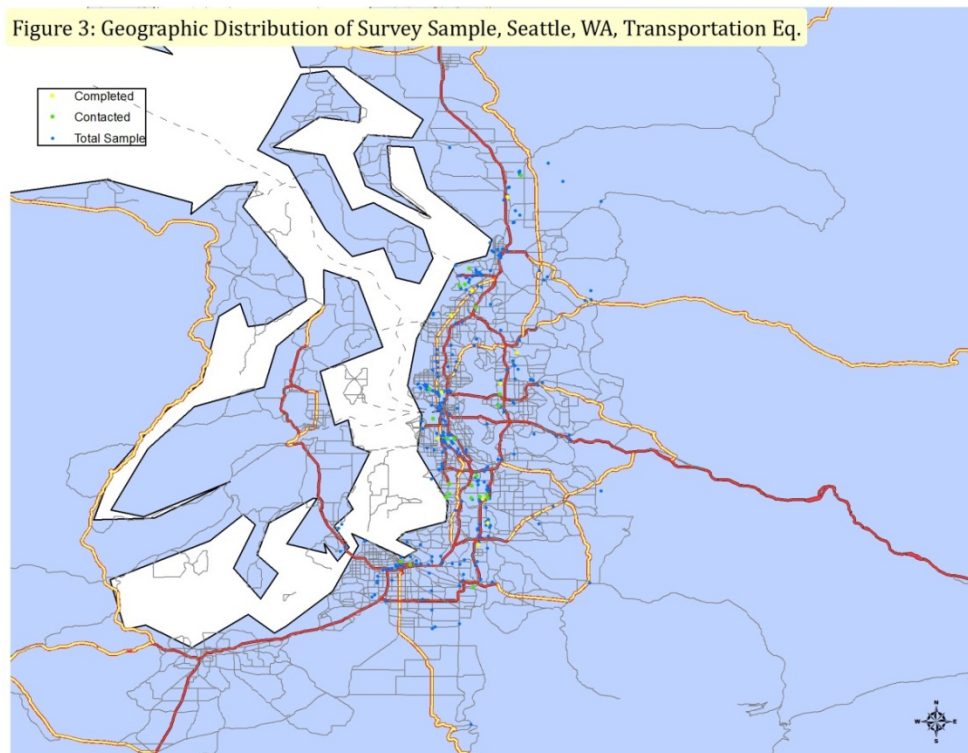 Figure 3: Geographic Distribution of Survey Sample, Seattle, WA, Transportation Eq.
Completed
Contacted
Total Sample
N
W E
S